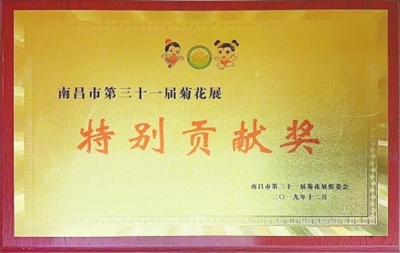 南昌市第三十一届菊花展
特别贡献奖
南昌市第三十一届菊花展组委会
二〇一九年十二月